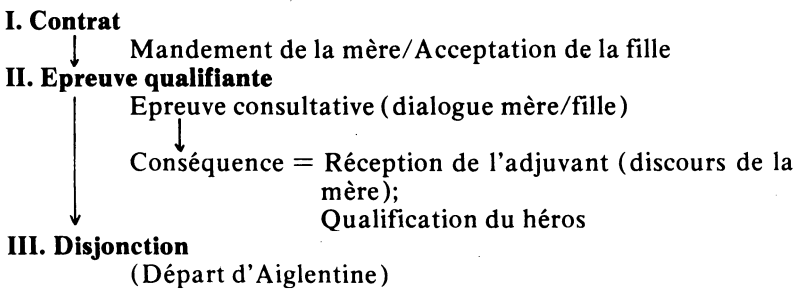 I. Contrat
Mandement de la mère/Acceptation de la fille
II. Epreuve qualifiante
Epreuve consultative (dialogue mère/fille)
Conséquence = Réception de l'adjuvant (discours de la
mère);
Qualification du héros
III. Disjonction
(Départ d'Aiglentine)